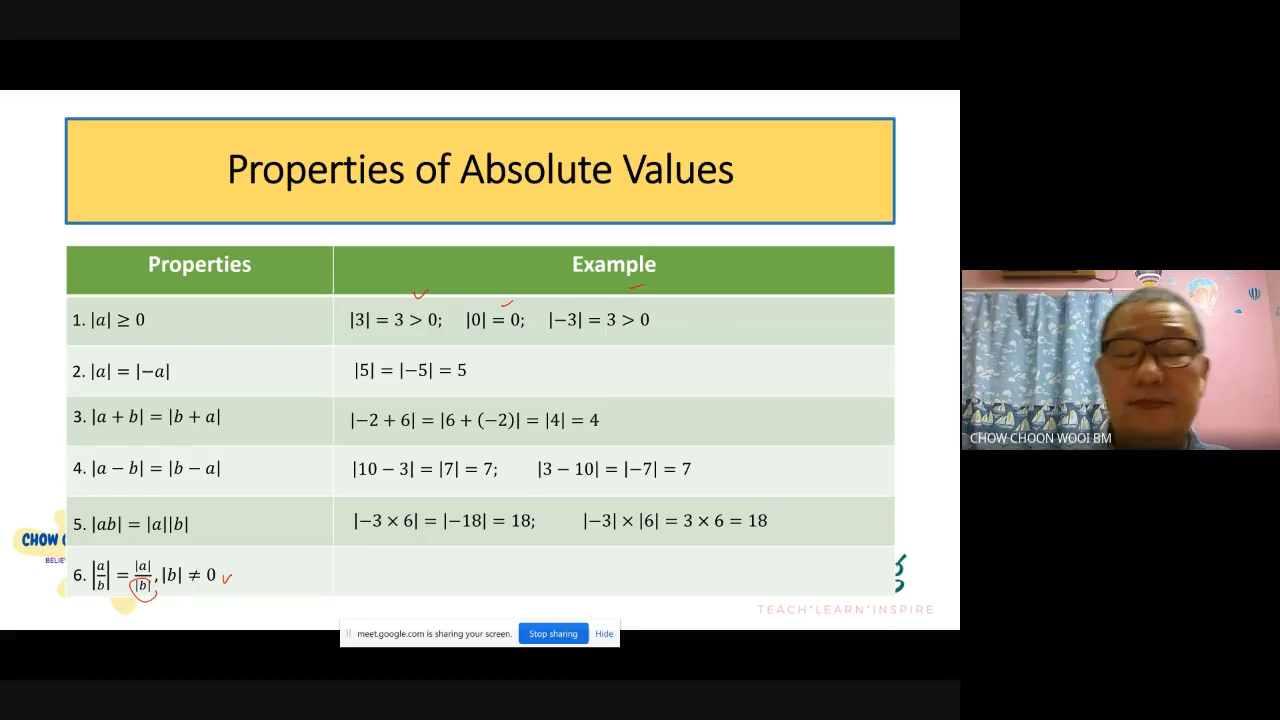 Properties of Absolute Values
Properties Example
1. |a| ≥ 0 |3| = 3 > 0; |0| = 0; |−3| = 3 > 0
2. |a| = |−a| |5| = |−5| = 5
3. |a + b| = |b + a| |−2 + 6| = |6 + (−2)| = |4| = 4
4. |a − b| = |b − a| |10 − 3| = |7| = 7; |3 − 10| = |−7| = 7
5. |ab| = |a||b| |−3 × 6| = |−18| = 18; |−3| × |6| = 3 × 6 = 18
6. |a/b| = |a|/|b|, |b| ≠ 0
CHOW
TEACH*LEARN*INSPIRE
meet.google.com is sharing your screen. Stop sharing Hide
CHOW CHOON WOOI BM